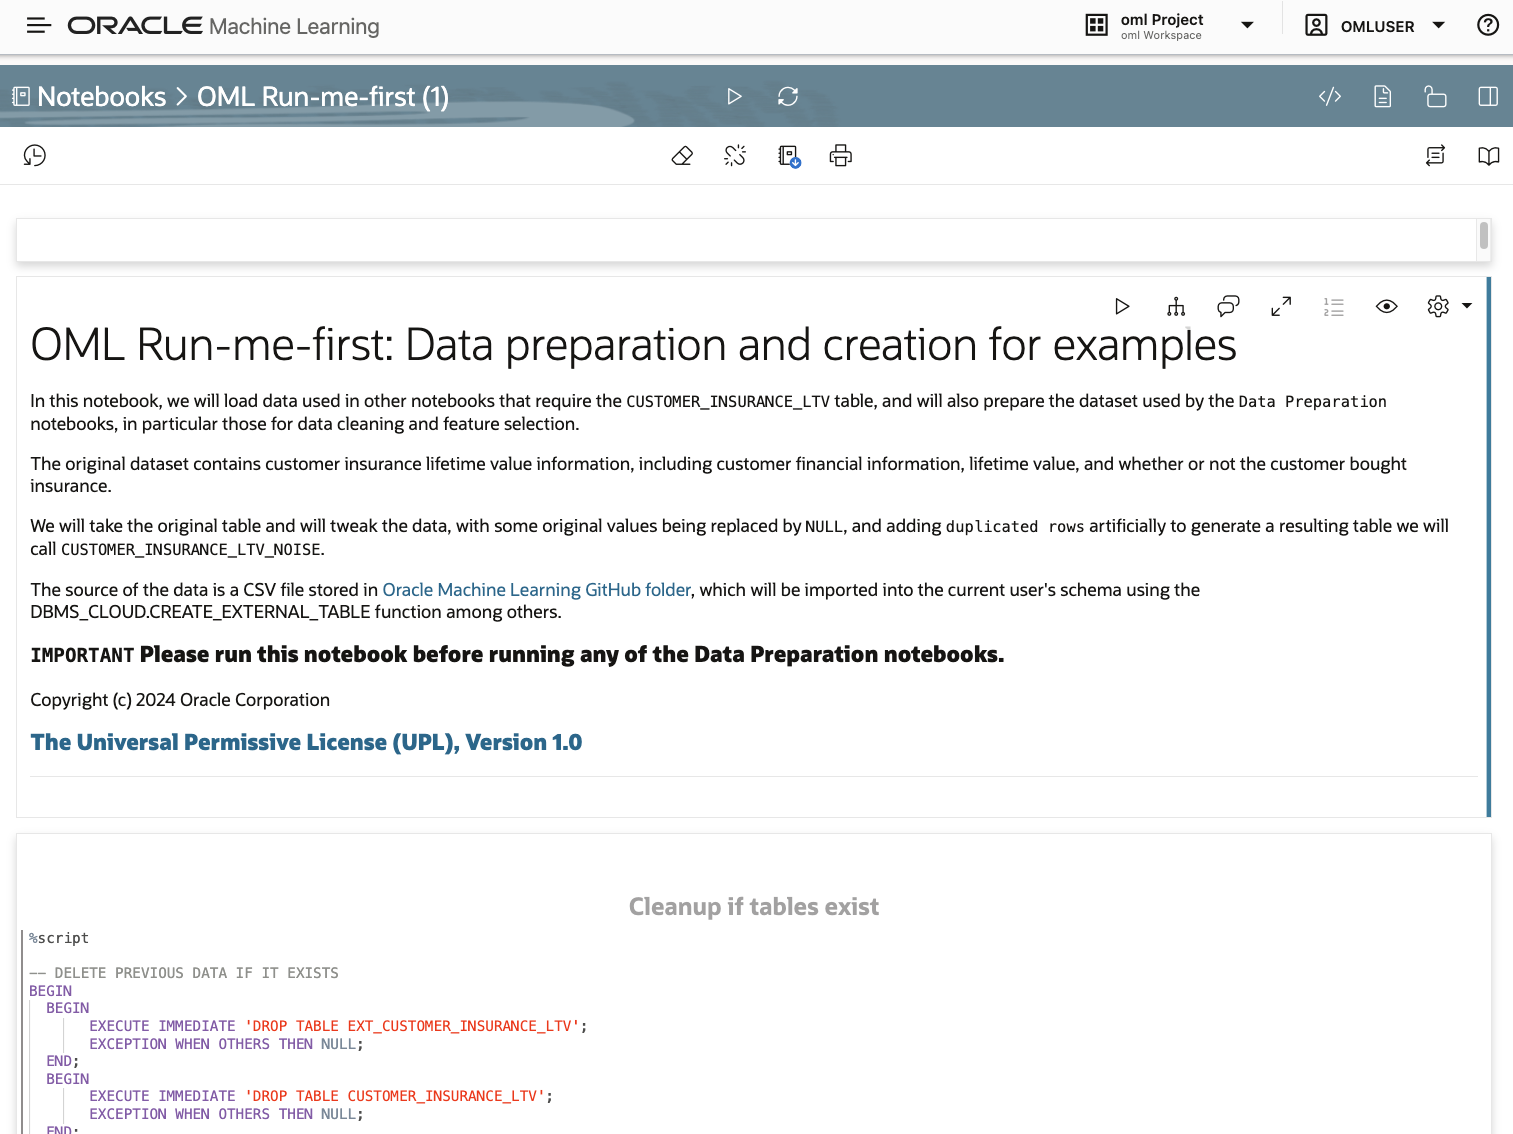 ORACLE Machine Learning
oml Project
oml Workspace
OMLUSER
Notebooks > OML Run-me-first (1)
OML Run-me-first: Data preparation and creation for examples
In this notebook, we will load data used in other notebooks that require the CUSTOMER_INSURANCE_LTV table, and will also prepare the dataset used by the Data Preparation
notebooks, in particular those for data cleaning and feature selection.
The original dataset contains customer insurance lifetime value information, including customer financial information, lifetime value, and whether or not the customer bought
insurance.
We will take the original table and will tweak the data, with some original values being replaced by NULL, and adding duplicated rows artificially to generate a resulting table we will
call CUSTOMER_INSURANCE_LTV_NOISE.
The source of the data is a CSV file stored in Oracle Machine Learning GitHub folder, which will be imported into the current user's schema using the
DBMS_CLOUD.CREATE_EXTERNAL_TABLE function among others.
IMPORTANT Please run this notebook before running any of the Data Preparation notebooks.
Copyright (c) 2024 Oracle Corporation
The Universal Permissive License (UPL), Version 1.0
Cleanup if tables exist
%script
-- DELETE PREVIOUS DATA IF IT EXISTS
BEGIN
BEGIN
EXECUTE IMMEDIATE 'DROP TABLE EXT_CUSTOMER_INSURANCE_LTV';
EXCEPTION WHEN OTHERS THEN NULL;
END;
BEGIN
EXECUTE IMMEDIATE 'DROP TABLE CUSTOMER_INSURANCE_LTV';
EXCEPTION WHEN OTHERS THEN NULL;
END;